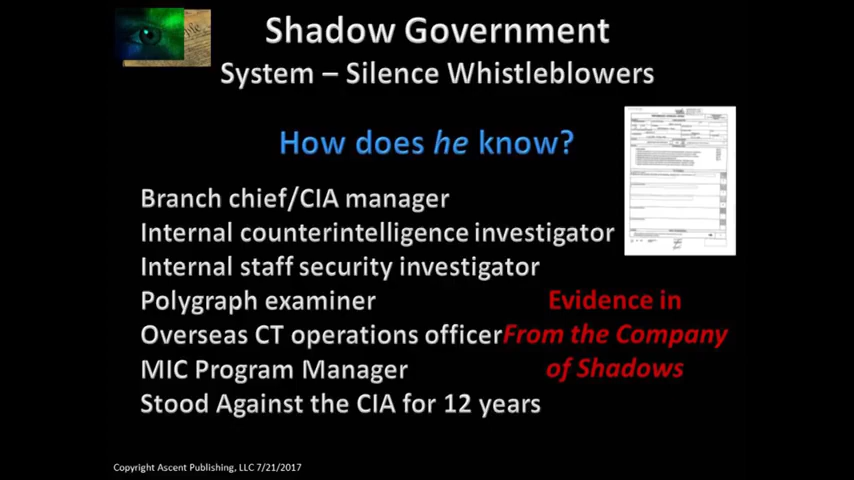 Shadow Government
System – Silence Whistleblowers
How does he know?
Branch chief/CIA manager
Internal counterintelligence investigator
Internal staff security investigator
Polygraph examiner
Overseas CT operations officer
MIC Program Manager
Stood Against the CIA for 12 years
Evidence in
From the Company
of Shadows
Copyright Ascent Publishing, LLC 7/21/2017